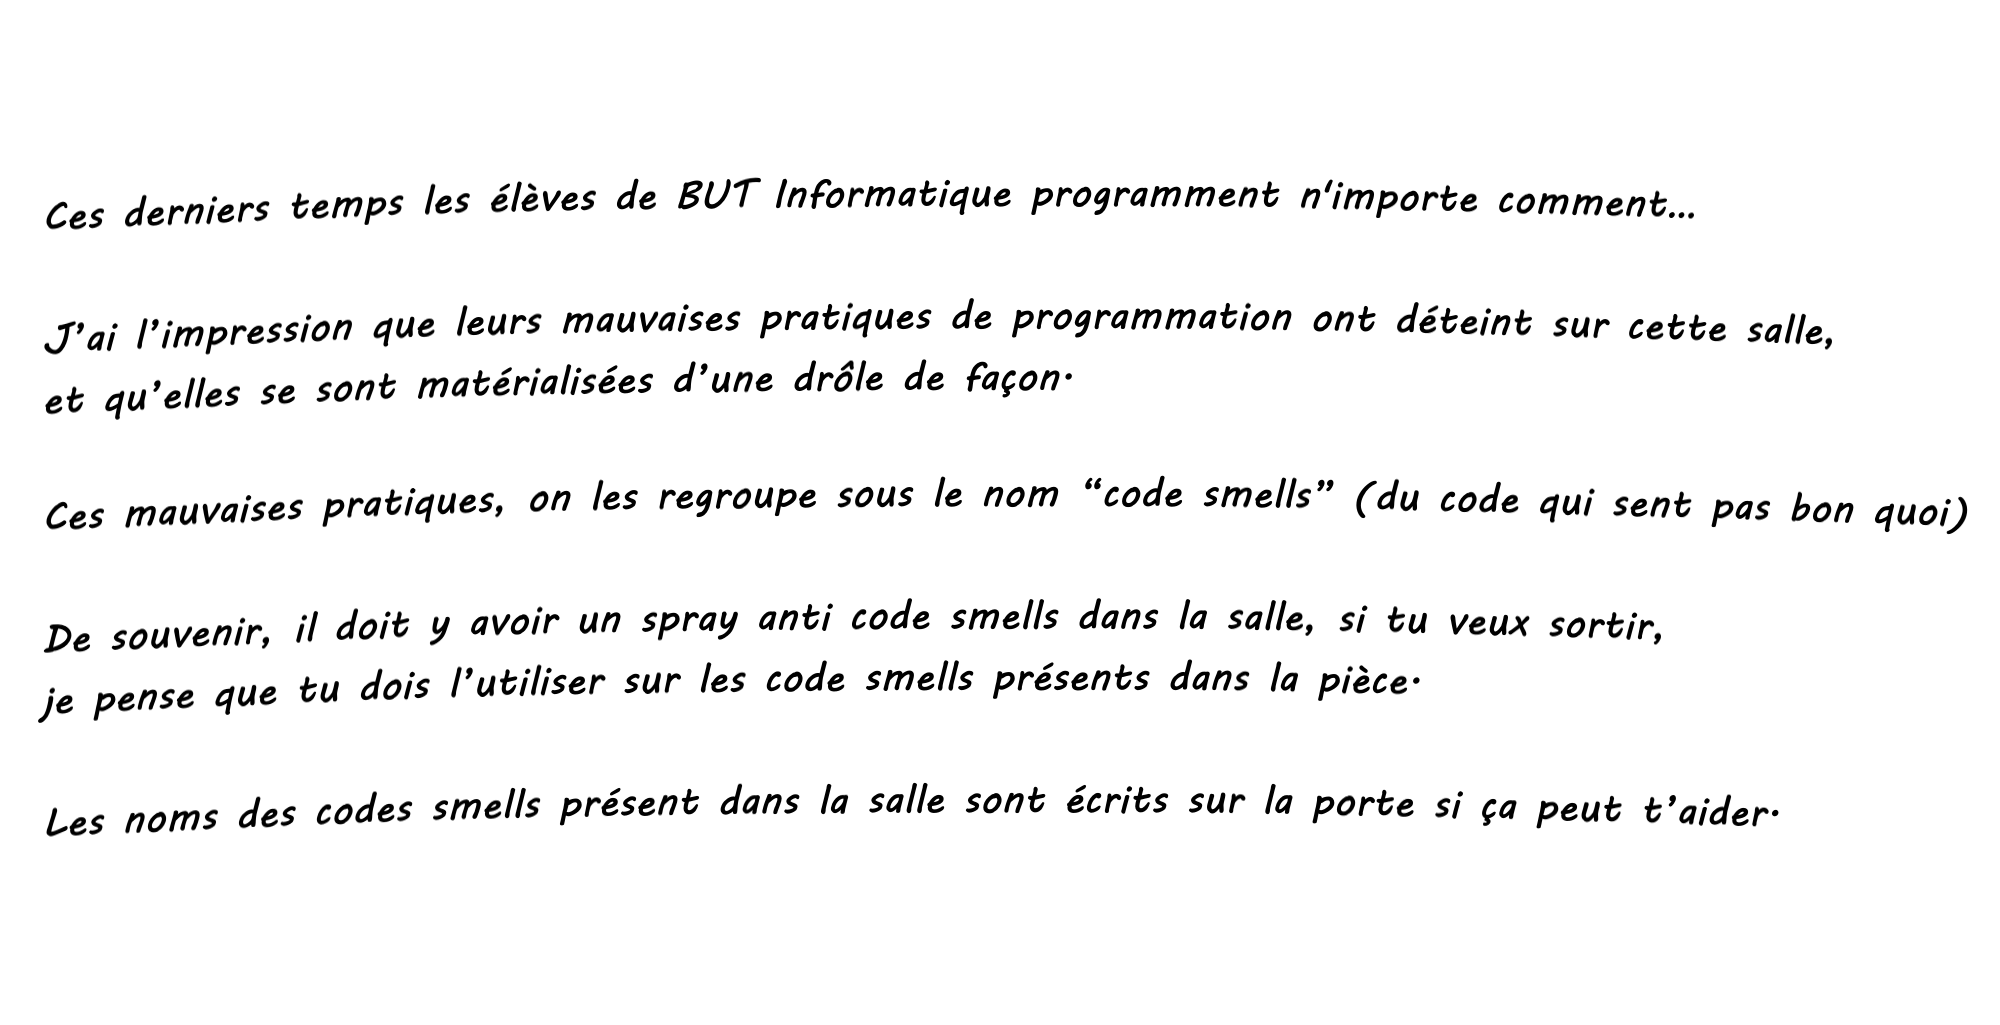 Ces derniers temps les élèves de BUT Informatique programment n'importe comment...
J’ai l’impression que leurs mauvaises pratiques de programmation ont déteint sur cette salle,
et qu’elles se sont matérialisées d’une drôle de façon.
Ces mauvaises pratiques, on les regroupe sous le nom “code smells” (du code qui sent pas bon quoi)
De souvenir, il doit y avoir un spray anti code smells dans la salle, si tu veux sortir,
je pense que tu dois l’utiliser sur les code smells présents dans la pièce.
Les noms des codes smells présent dans la salle sont écrits sur la porte si ça peut t’aider.